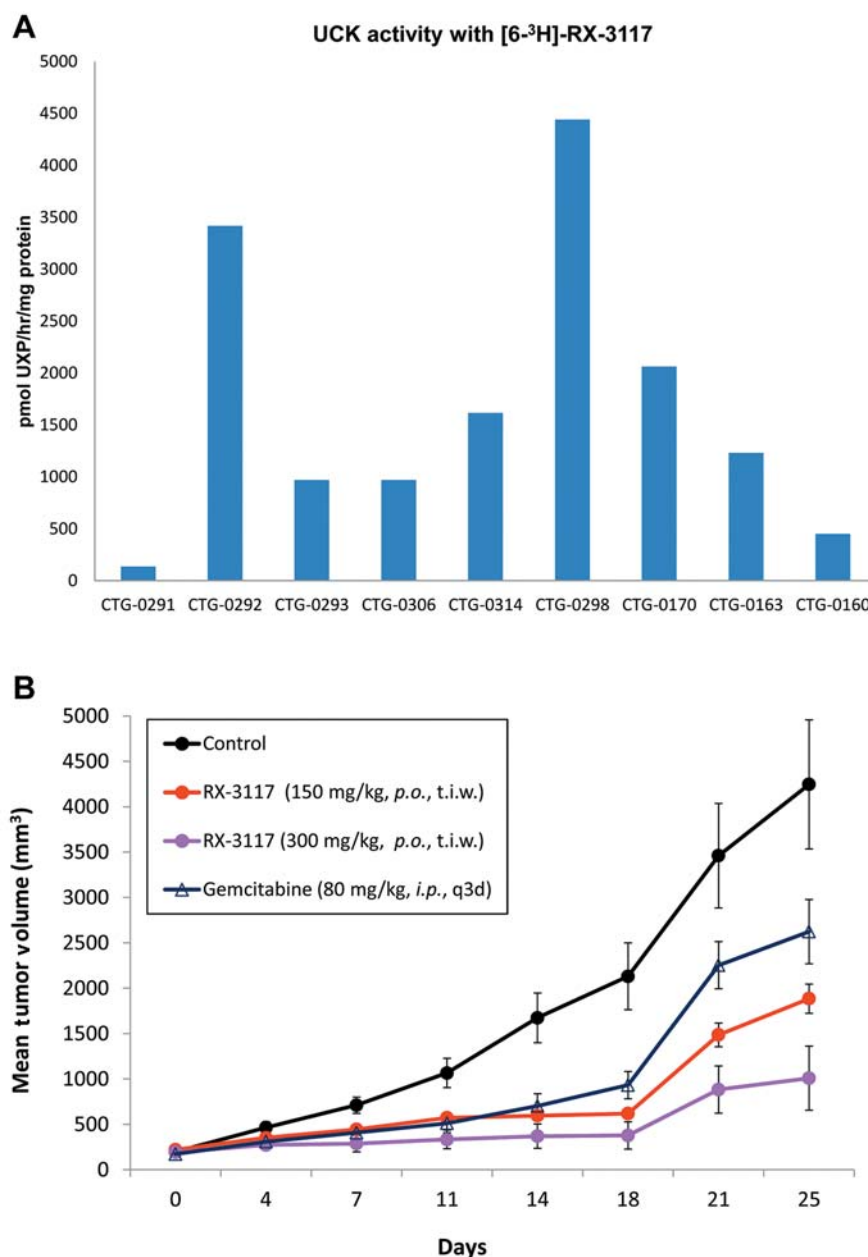 A
UCK activity with [6-³H]-RX-3117
pmol UXP/hr/mg protein
5000
4500
4000
3500
3000
2500
2000
1500
1000
500
0
CTG-0291 CTG-0292 CTG-0293 CTG-0306 CTG-0314 CTG-0298 CTG-0170 CTG-0163 CTG-0160
B
Mean tumor volume (mm³)
5000
4500
4000
3500
3000
2500
2000
1500
1000
500
0
Control
RX-3117 (150 mg/kg, p.o., t.i.w.)
RX-3117 (300 mg/kg, p.o., t.i.w.)
Gemcitabine (80 mg/kg, i.p., q3d)
0 4 7 11 14 18 21 25
Days